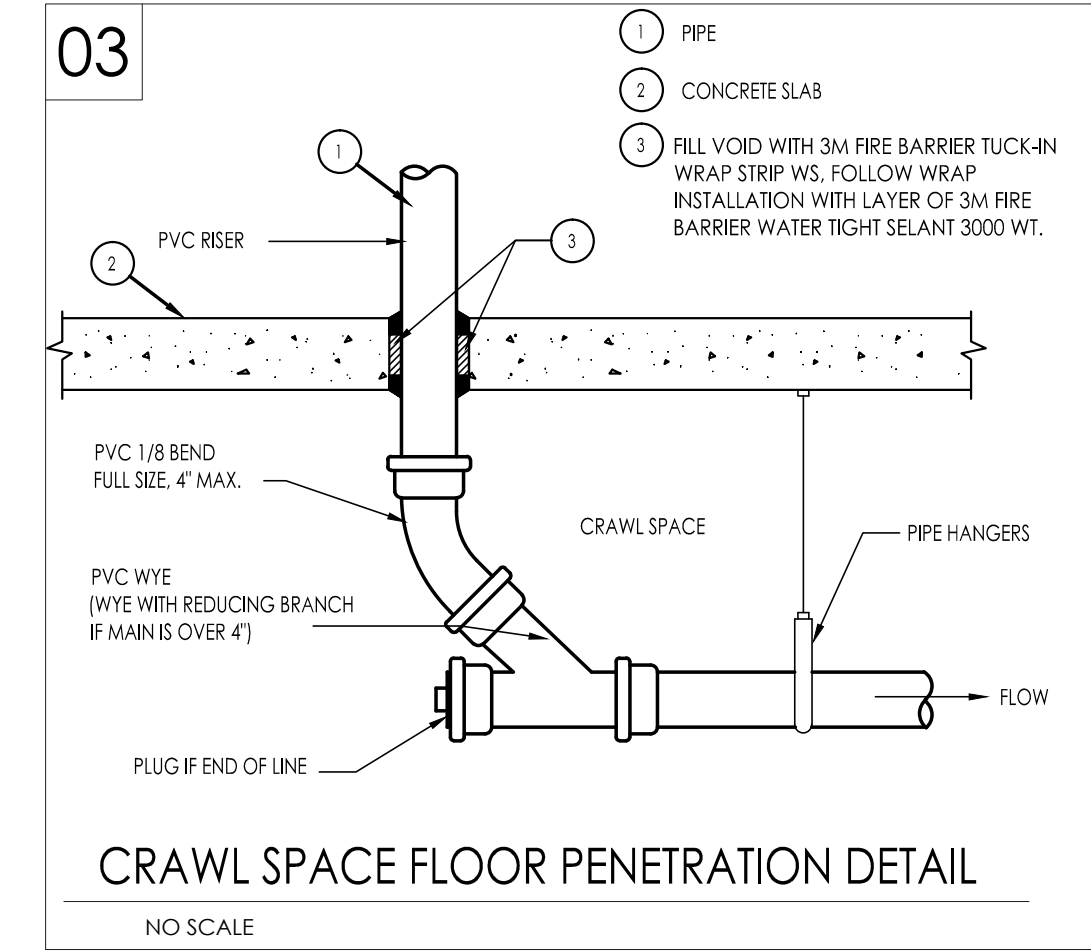 03
1 PIPE
2 CONCRETE SLAB
3 FILL VOID WITH 3M FIRE BARRIER TUCK-IN
WRAP STRIP WS, FOLLOW WRAP
INSTALLATION WITH LAYER OF 3M FIRE
BARRIER WATER TIGHT SELANT 3000 WT.
1
PVC RISER
3
2
PVC 1/8 BEND
FULL SIZE, 4" MAX.
CRAWL SPACE
PIPE HANGERS
PVC WYE
(WYE WITH REDUCING BRANCH
IF MAIN IS OVER 4")
FLOW
PLUG IF END OF LINE
CRAWL SPACE FLOOR PENETRATION DETAIL
NO SCALE